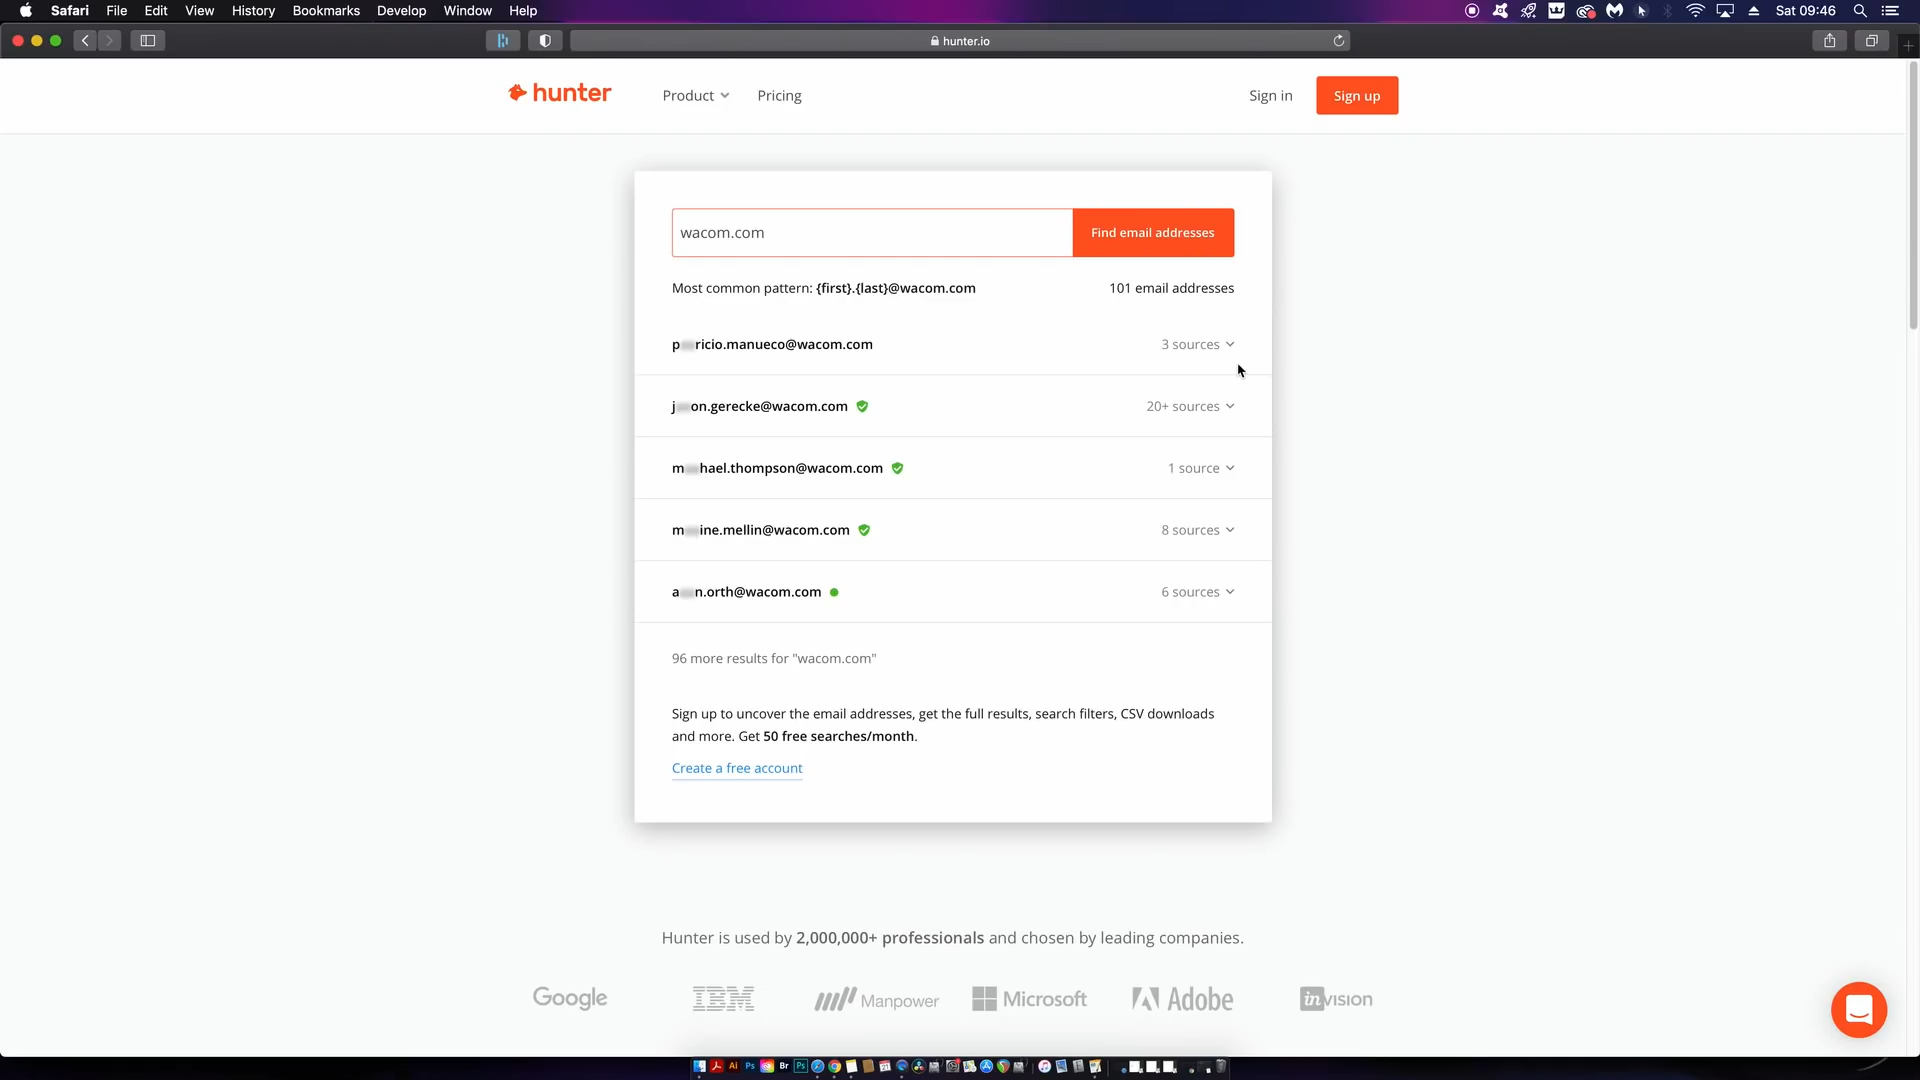 Safari File Edit View History Bookmarks Develop Window Help Sat 09:46
hunter.io
hunter Product Pricing Sign in Sign up
wacom.com Find email addresses
Most common pattern: {first}.{last}@wacom.com 101 email addresses
p ricio.manueco@wacom.com 3 sources
j on.gerecke@wacom.com 20+ sources
m hael.thompson@wacom.com 1 source
m ine.mellin@wacom.com 8 sources
a n.orth@wacom.com 6 sources
96 more results for "wacom.com"
Sign up to uncover the email addresses, get the full results, search filters, CSV downloads
and more. Get 50 free searches/month.
Create a free account
Hunter is used by 2,000,000+ professionals and chosen by leading companies.
Google IBM Manpower Microsoft Adobe invision
Ai Ps Br Ps